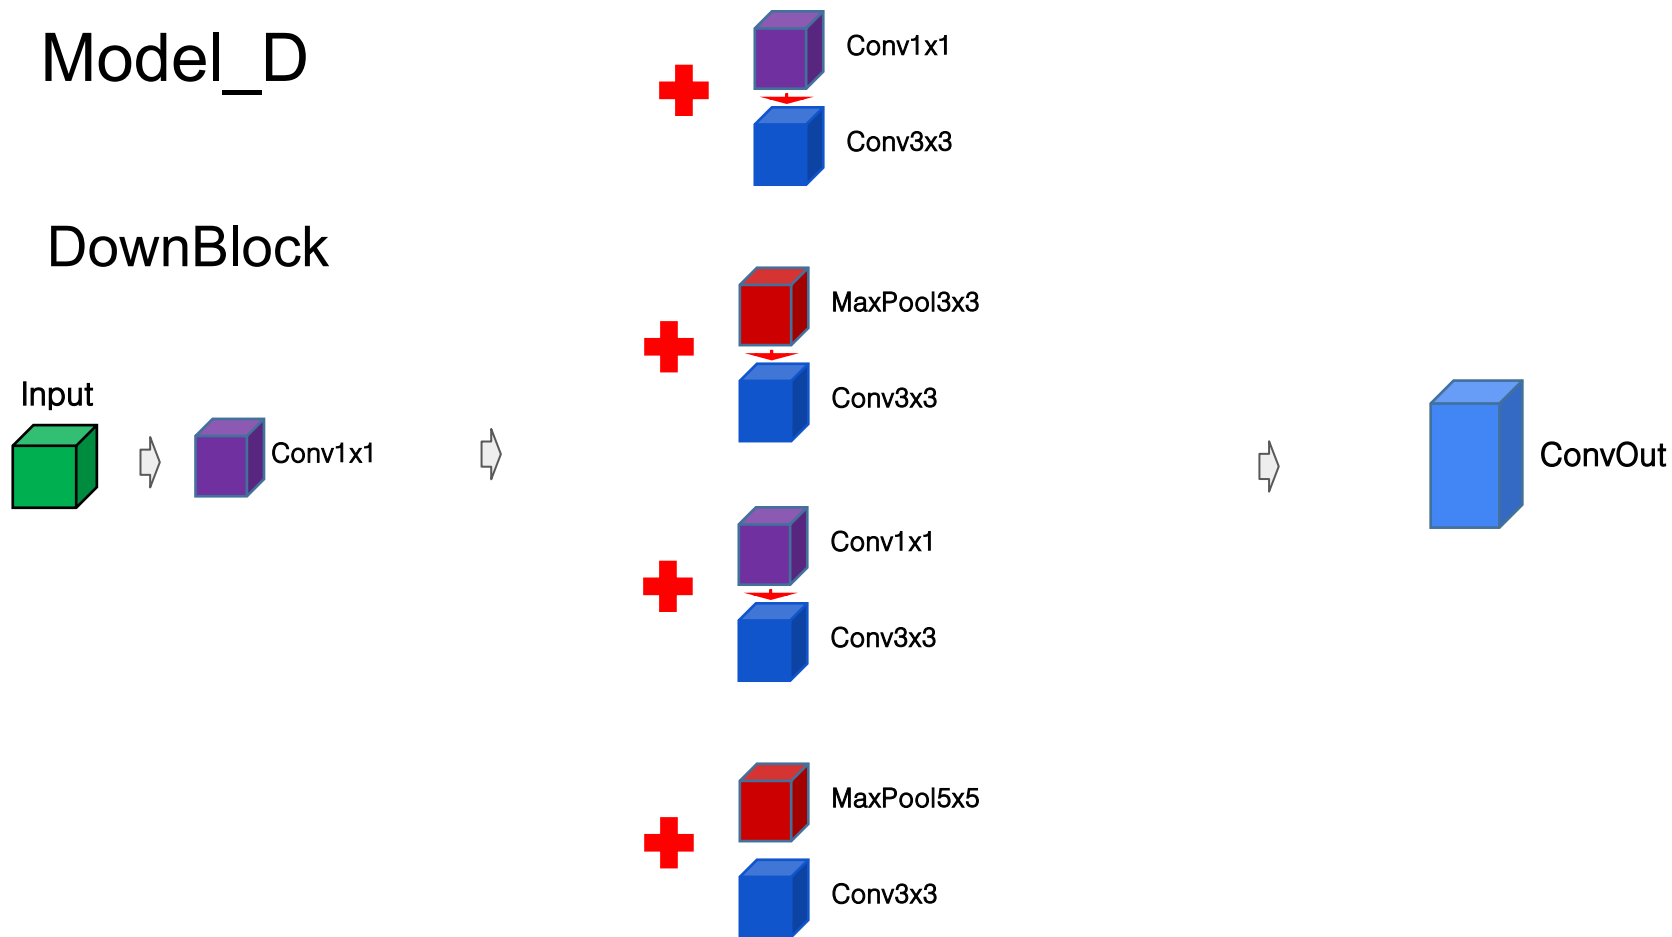 Model_D
Conv1x1
Conv3x3
DownBlock
MaxPool3x3
Conv3x3
Input
Conv1x1
ConvOut
Conv1x1
Conv3x3
MaxPool5x5
Conv3x3